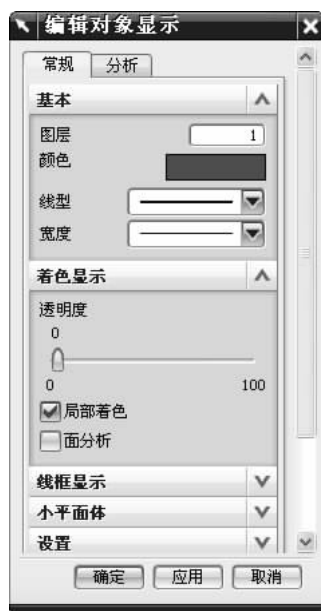 编辑对象显示
常规 分析
基本
图层 1
颜色
线型
宽度
着色显示
透明度
0
0 100
局部着色
面分析
线框显示
小平面体
设置
确定 应用 取消